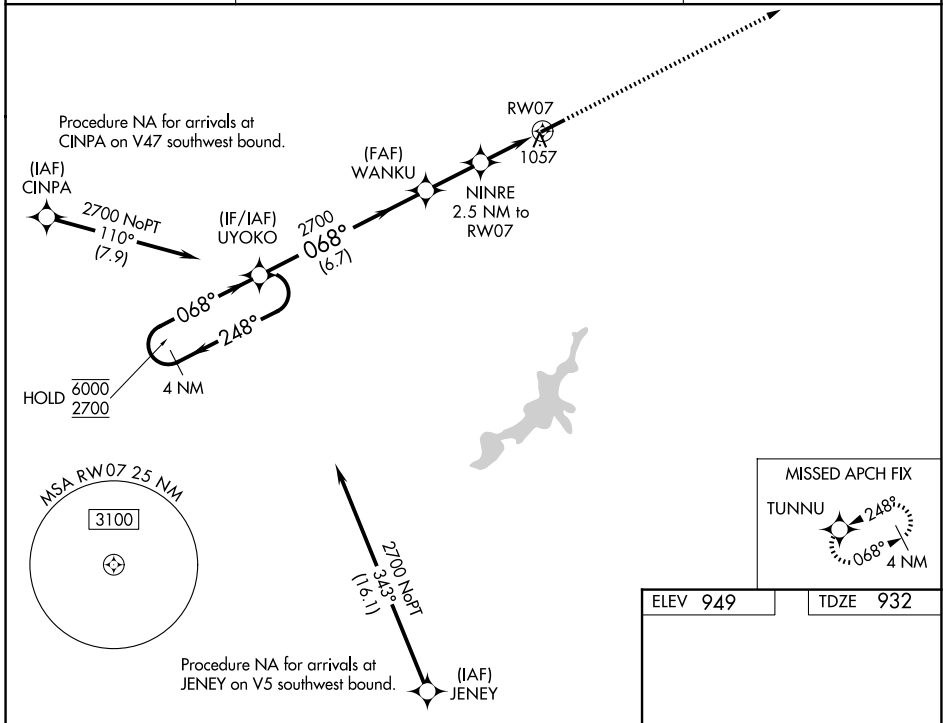 RW07
1057
Procedure NA for arrivals at
CINPA on V47 southwest bound.
(IAF)
CINPA
2700 NoPT
110°
(7.9)
(IF/IAF)
UYOKO
(FAF)
WANKU
2700
068°
(6.7)
NINRE
2.5 NM to
RW07
068°
248°
4 NM
HOLD 6000
2700
MSA RW07 25 NM
3100
2700 NoPT
343°
(16.1)
Procedure NA for arrivals at
JENEY on V5 southwest bound.
(IAF)
JENEY
MISSED APCH FIX
TUNNU
248°
068°
4 NM
ELEV 949
TDZE 932